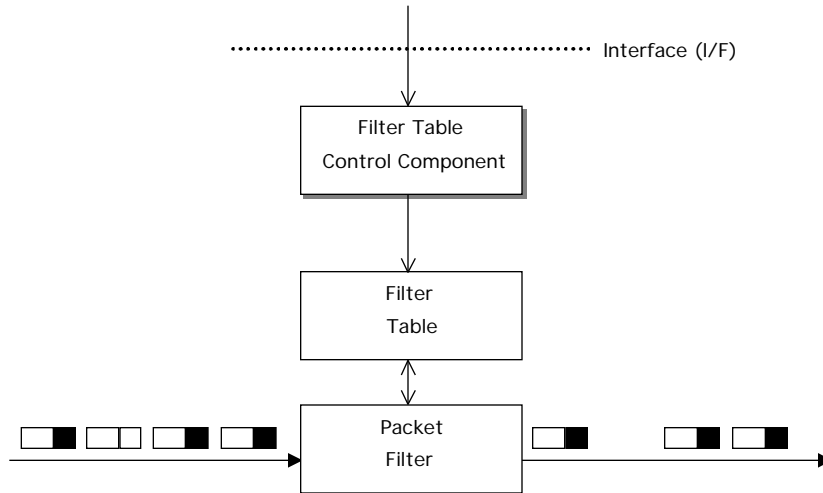 Interface (I/F)
Filter Table
Control Component
Filter
Table
Packet
Filter